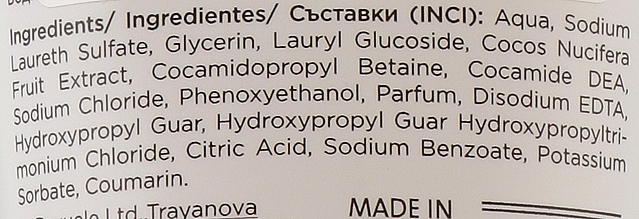 Ingredients/ Ingredientes/ Съставки (INCI): Aqua, Sodium
Laureth Sulfate, Glycerin, Lauryl Glucoside, Cocos Nucifera
Fruit Extract, Cocamidopropyl Betaine, Cocamide DEA,
Sodium Chloride, Phenoxyethanol, Parfum, Disodium EDTA,
Hydroxypropyl Guar, Hydroxypropyl Guar Hydroxypropyltri-
monium Chloride, Citric Acid, Sodium Benzoate, Potassium
Sorbate, Coumarin.
Ltd., Trayanova
MADE IN